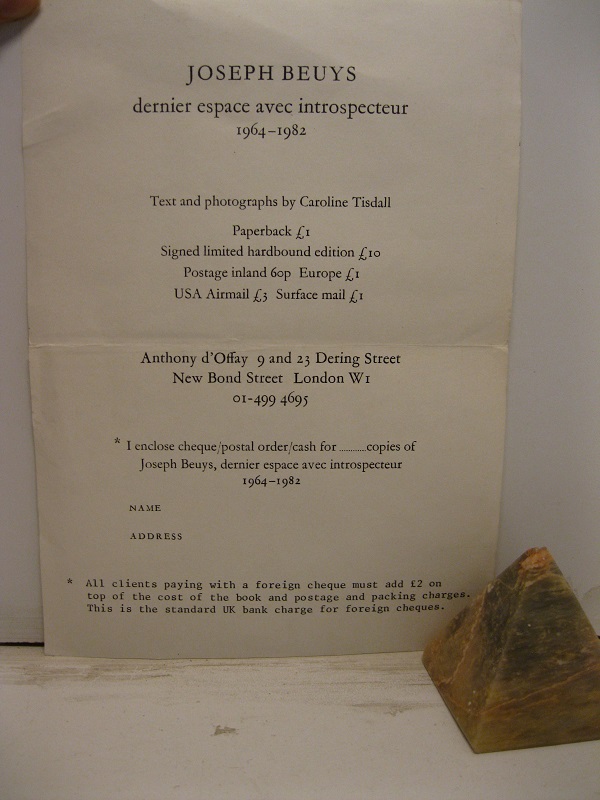 JOSEPH BEUYS
dernier espace avec introspecteur
1964–1982
Text and photographs by Caroline Tisdall
Paperback £1
Signed limited hardbound edition £10
Postage inland 60p Europe £1
USA Airmail £3 Surface mail £1
Anthony d'Offay 9 and 23 Dering Street
New Bond Street London W1
01-499 4695
* I enclose cheque/postal order/cash for ............copies of
Joseph Beuys, dernier espace avec introspecteur
1964–1982
NAME
ADDRESS
* All clients paying with a foreign cheque must add £2 on
top of the cost of the book and postage and packing charges.
This is the standard UK bank charge for foreign cheques.